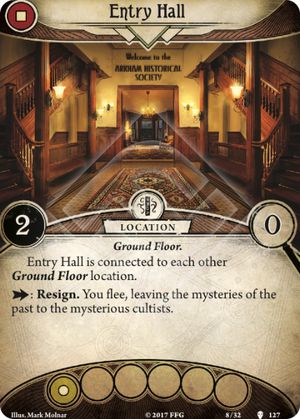 Entry Hall
Welcome to the
ARKHAM HISTORICAL
SOCIETY
2
LOCATION
0
Ground Floor.
Entry Hall is connected to each other
Ground Floor location.
: Resign. You flee, leaving the mysteries of the
past to the mysterious cultists.
Illus. Mark Molnar
© 2017 FFG
8/32
127